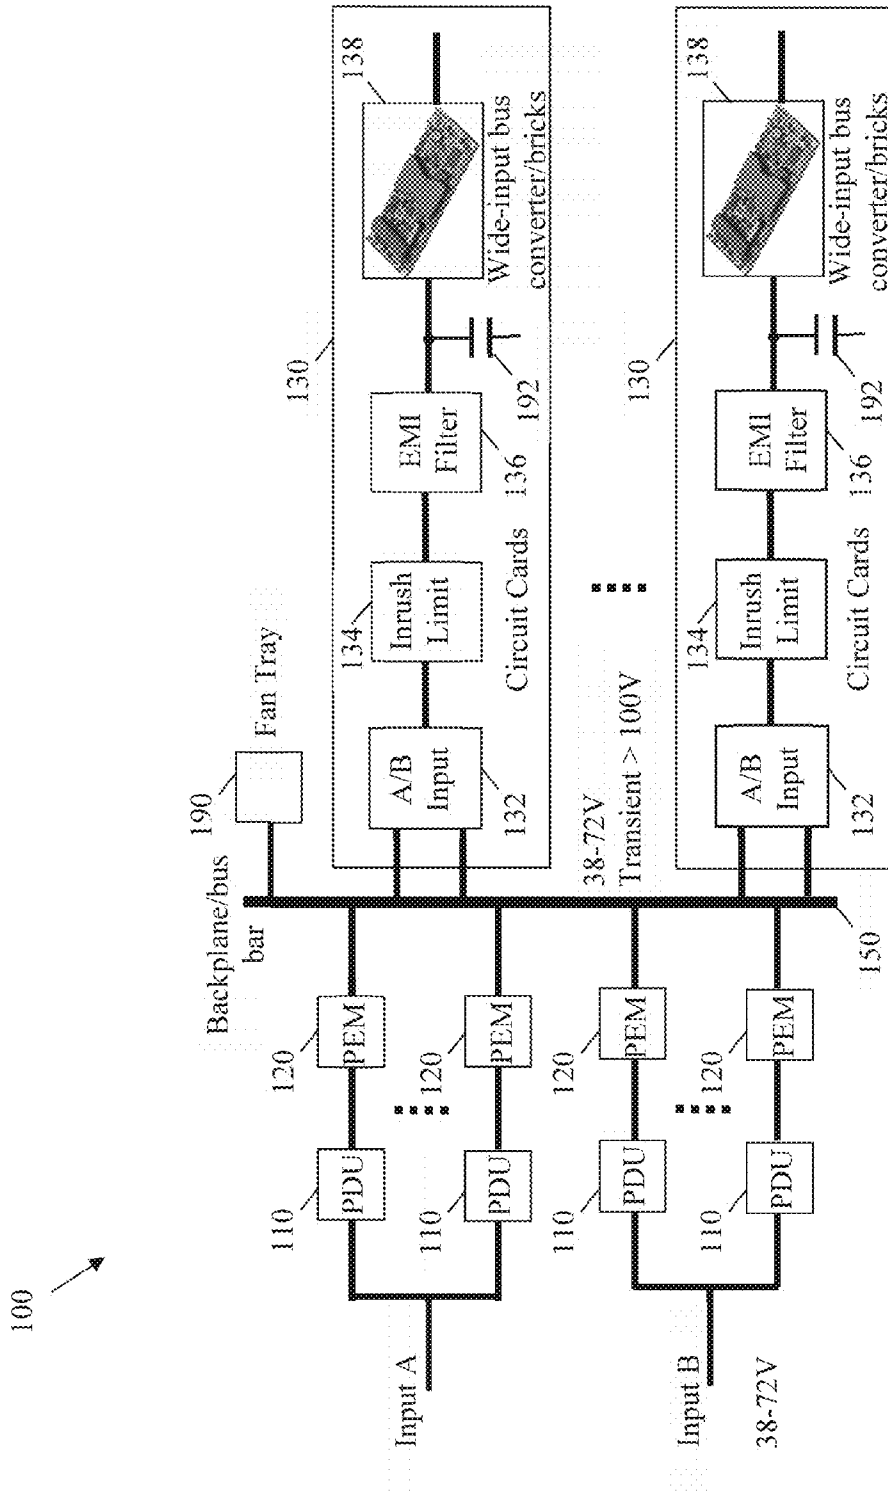 100
Input A
Input B
38-72V
110
PDU
110
PDU
110
PDU
110
PDU
120
PEM
120
PEM
120
PEM
120
PEM
Backplane/bus
bar
150
190
Fan Tray
38-72V
Transient > 100V
130
A/B
Input
132
134
Inrush
Limit
EMI
Filter
136
192
138
Wide-input bus
converter/bricks
Circuit Cards
130
A/B
Input
132
134
Inrush
Limit
EMI
Filter
136
192
138
Wide-input bus
converter/bricks
Circuit Cards